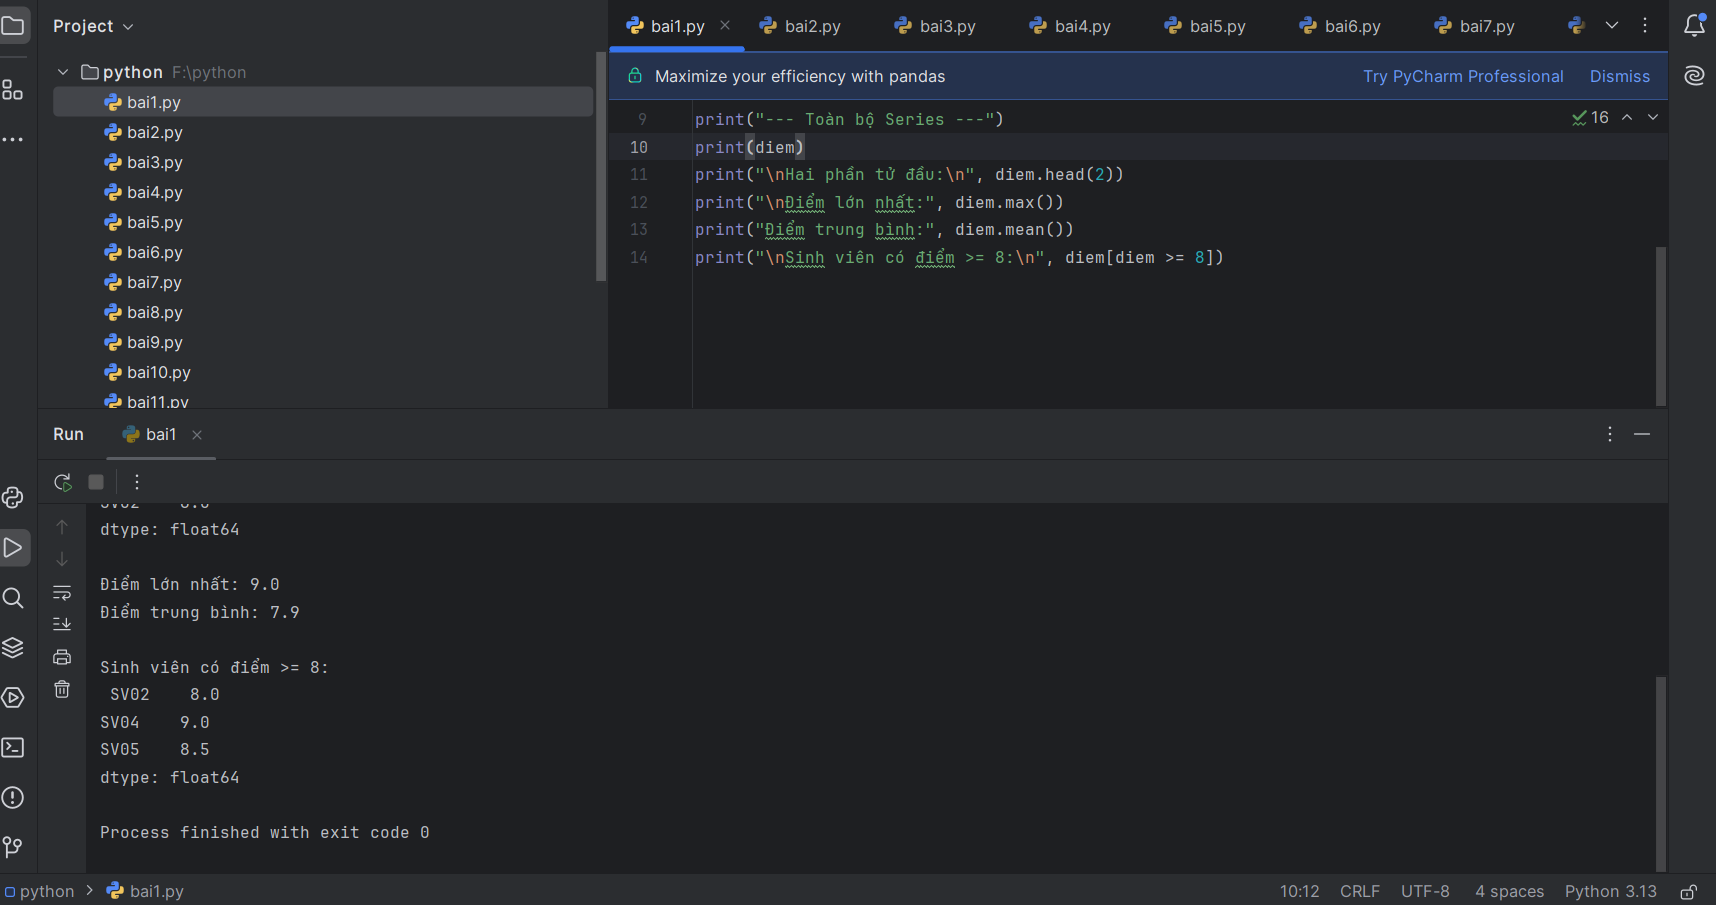 Project
python F:\python
bai1.py
bai2.py
bai3.py
bai4.py
bai5.py
bai6.py
bai7.py
bai8.py
bai9.py
bai10.py
bai11.py
bai1.py bai2.py bai3.py bai4.py bai5.py bai6.py bai7.py
Maximize your efficiency with pandas Try PyCharm Professional Dismiss
16
9 print("--- Toàn bộ Series ---")
10 print(diem)
11 print("\nHai phần tử đầu:\n", diem.head(2))
12 print("\nĐiểm lớn nhất:", diem.max())
13 print("Điểm trung bình:", diem.mean())
14 print("\nSinh viên có điểm >= 8:\n", diem[diem >= 8])
Run bai1
SV02 8.0
dtype: float64
Điểm lớn nhất: 9.0
Điểm trung bình: 7.9
Sinh viên có điểm >= 8:
SV02 8.0
SV04 9.0
SV05 8.5
dtype: float64
Process finished with exit code 0
python > bai1.py 10:12 CRLF UTF-8 4 spaces Python 3.13